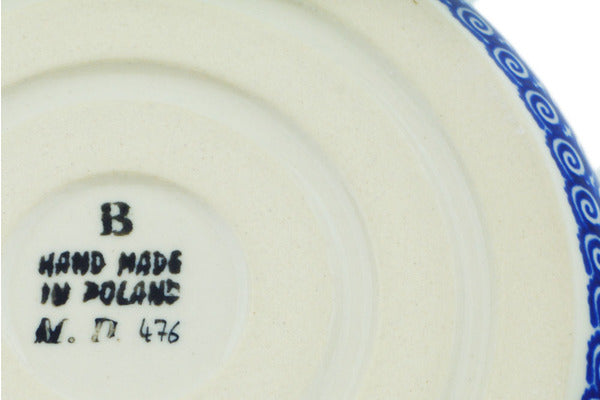 B
HAND MADE
IN POLAND
M. D. 476